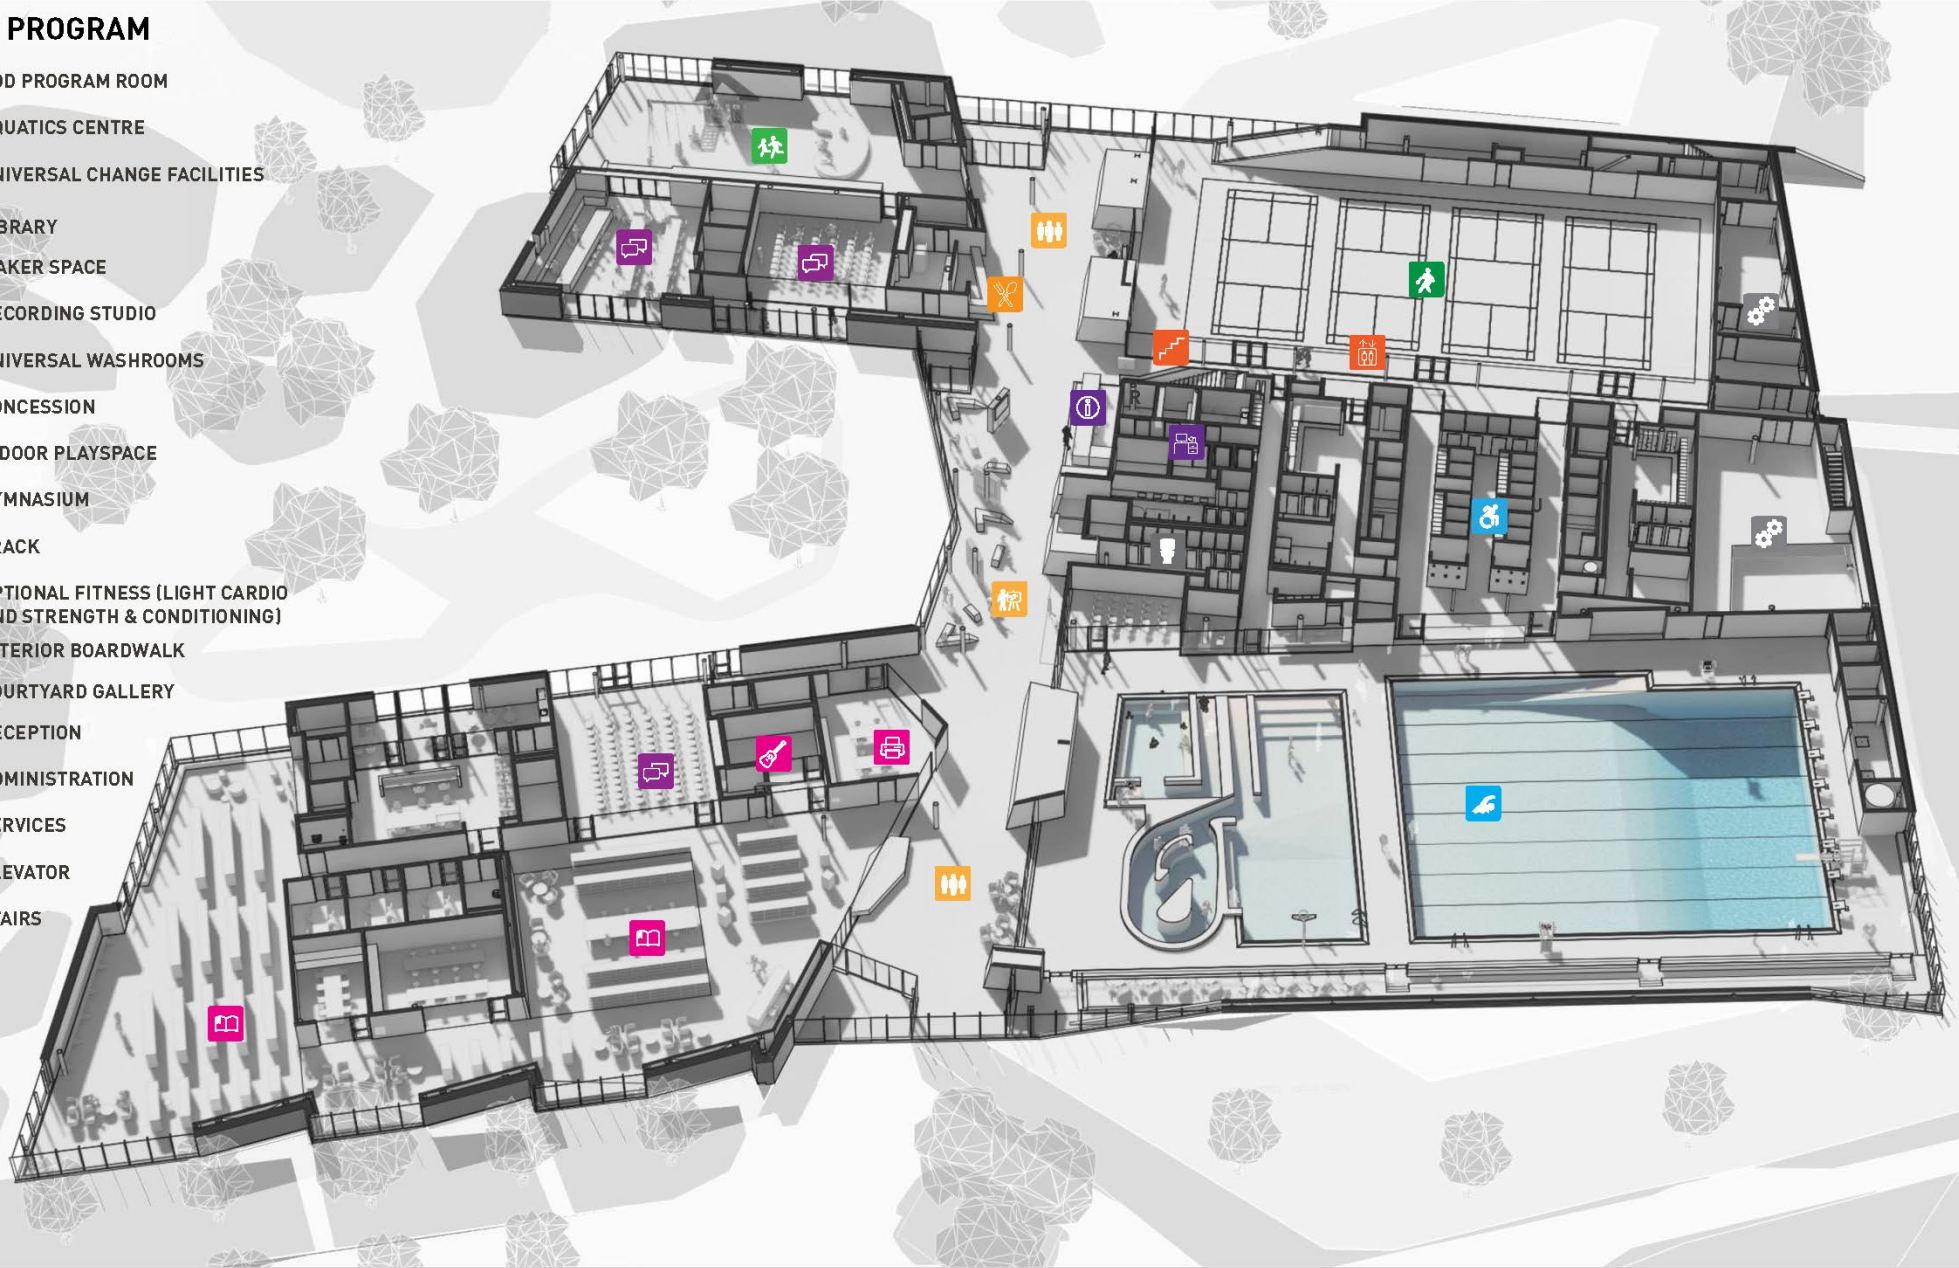 PROGRAM
OD PROGRAM ROOM
QUATICS CENTRE
NIVERSAL CHANGE FACILITIES
BRARY
AKER SPACE
ECORDING STUDIO
NIVERSAL WASHROOMS
ONCESSION
DOOR PLAYSPACE
YMNASIUM
RACK
PTIONAL FITNESS (LIGHT CARDIO
ND STRENGTH & CONDITIONING)
TERIOR BOARDWALK
OURTYARD GALLERY
ECEPTION
DMINISTRATION
ERVICES
LEVATOR
TAIRS